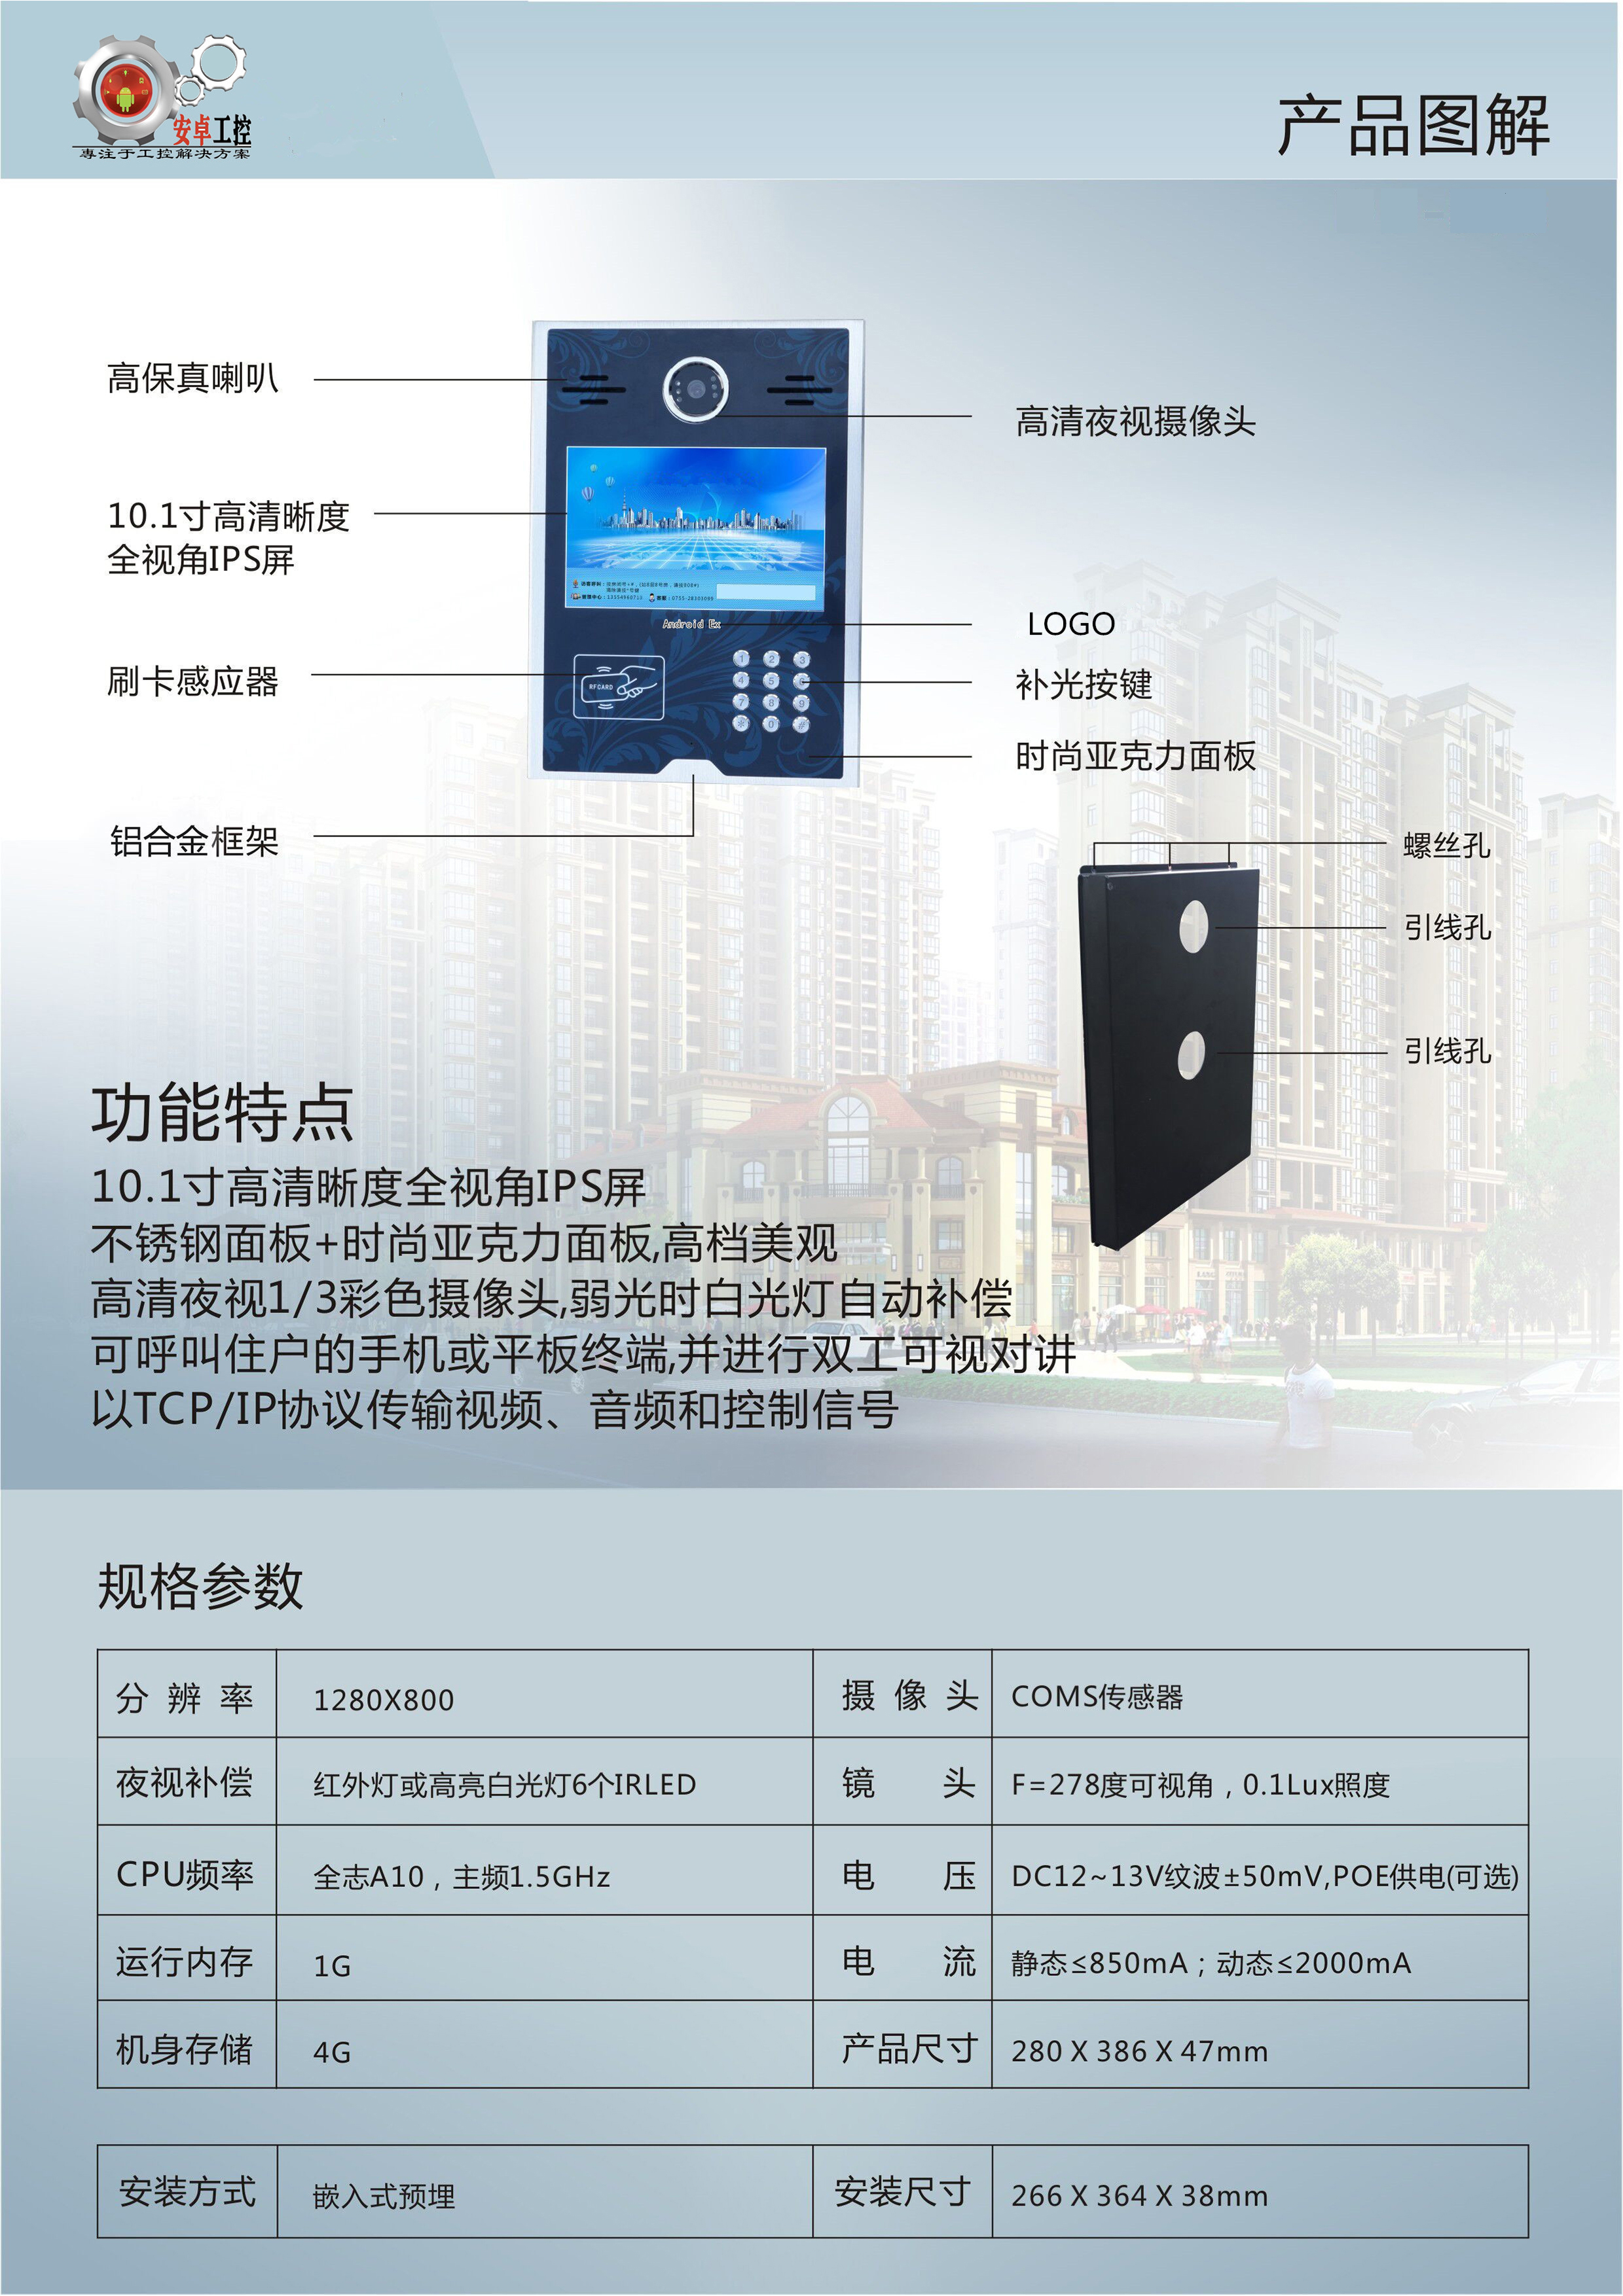 安卓工控
專注于工控解决方案
产品图解
高保真喇叭
高清夜视摄像头
10.1寸高清晰度
全视角IPS屏
Android Ex
LOGO
刷卡感应器
RFCARD
1 2 3
4 5 6
7 8 9
* 0 #
补光按键
时尚亚克力面板
铝合金框架
螺丝孔
引线孔
引线孔
功能特点
10.1寸高清晰度全视角IPS屏
不锈钢面板+时尚亚克力面板,高档美观
高清夜视1/3彩色摄像头,弱光时白光灯自动补偿
可呼叫住户的手机或平板终端,并进行双工可视对讲
以TCP/IP协议传输视频、音频和控制信号
规格参数
分辨率 1280X800 摄像头 COMS传感器
夜视补偿 红外灯或高亮白光灯6个IRLED 镜头 F=278度可视角，0.1Lux照度
CPU频率 全志A10，主频1.5GHz 电压 DC12~13V纹波±50mV,POE供电(可选)
运行内存 1G 电流 静态≤850mA；动态≤2000mA
机身存储 4G 产品尺寸 280 X 386 X 47mm
安装方式 嵌入式预埋 安装尺寸 266 X 364 X 38mm